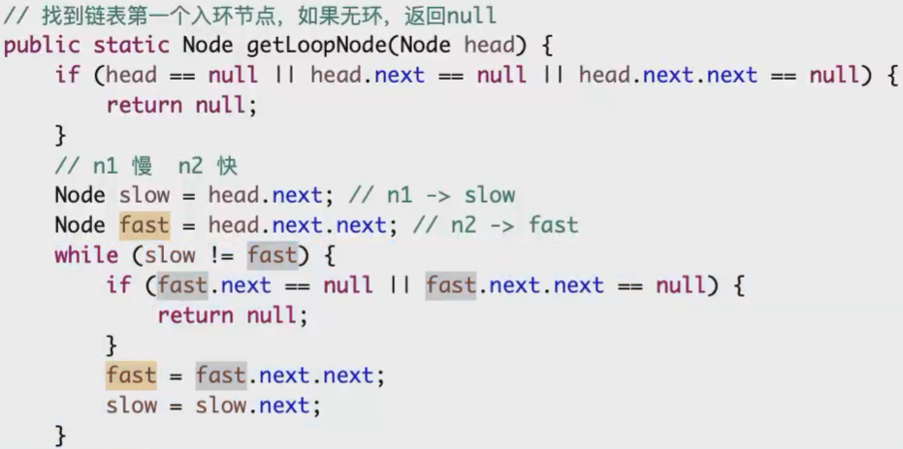 // 找到链表第一个入环节点，如果无环，返回null
public static Node getLoopNode(Node head) {
    if (head == null || head.next == null || head.next.next == null) {
        return null;
    }
    // n1 慢  n2 快
    Node slow = head.next; // n1 -> slow
    Node fast = head.next.next; // n2 -> fast
    while (slow != fast) {
        if (fast.next == null || fast.next.next == null) {
            return null;
        }
        fast = fast.next.next;
        slow = slow.next;
    }